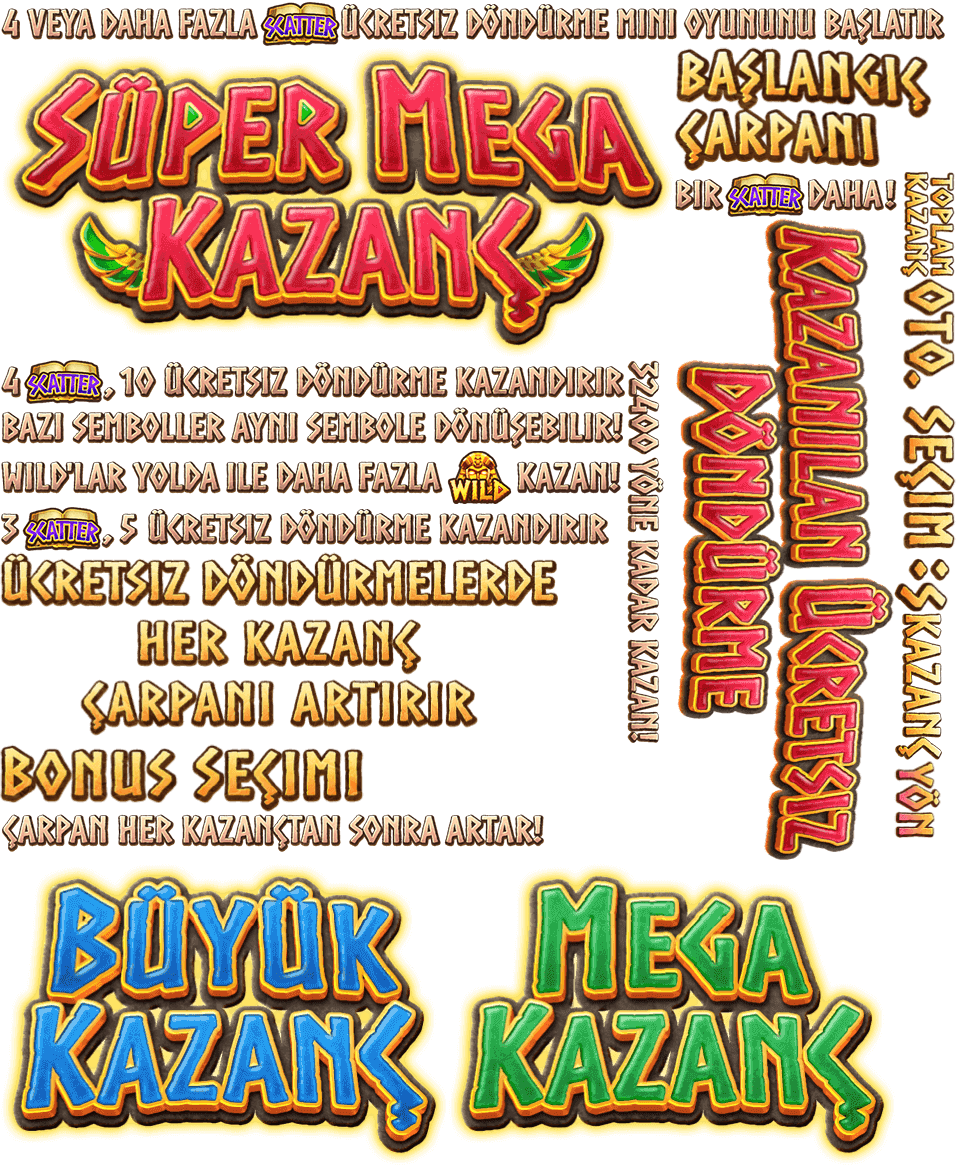 4 VEYA DAHA FAZLA SCATTER ÜCRETSIZ DÖNDÜRME MINI OYUNUNU BAŞLATIR
SÜPER MEGA
KAZANÇ
BAŞLANGIÇ
ÇARPANI
BIR SCATTER DAHA!
TOPLAM
KAZANÇ
OTO. SEÇIM :
KAZANILAN ÜCRETSIZ
DÖNDÜRME
4 SCATTER, 10 ÜCRETSIZ DÖNDÜRME KAZANDIRIR
BAZI SEMBOLLER AYNI SEMBOLE DÖNÜŞEBILIR!
WILD'LAR YOLDA ILE DAHA FAZLA WILD KAZAN!
3 SCATTER, 5 ÜCRETSIZ DÖNDÜRME KAZANDIRIR
32400 YÖNE KADAR KAZAN!
ÜCRETSIZ DÖNDÜRMELERDE
HER KAZANÇ
ÇARPANI ARTIRIR
S
KAZANÇ
YÖN
BONUS SEÇIMI
ÇARPAN HER KAZANÇTAN SONRA ARTAR!
BÜYÜK
KAZANÇ
MEGA
KAZANÇ